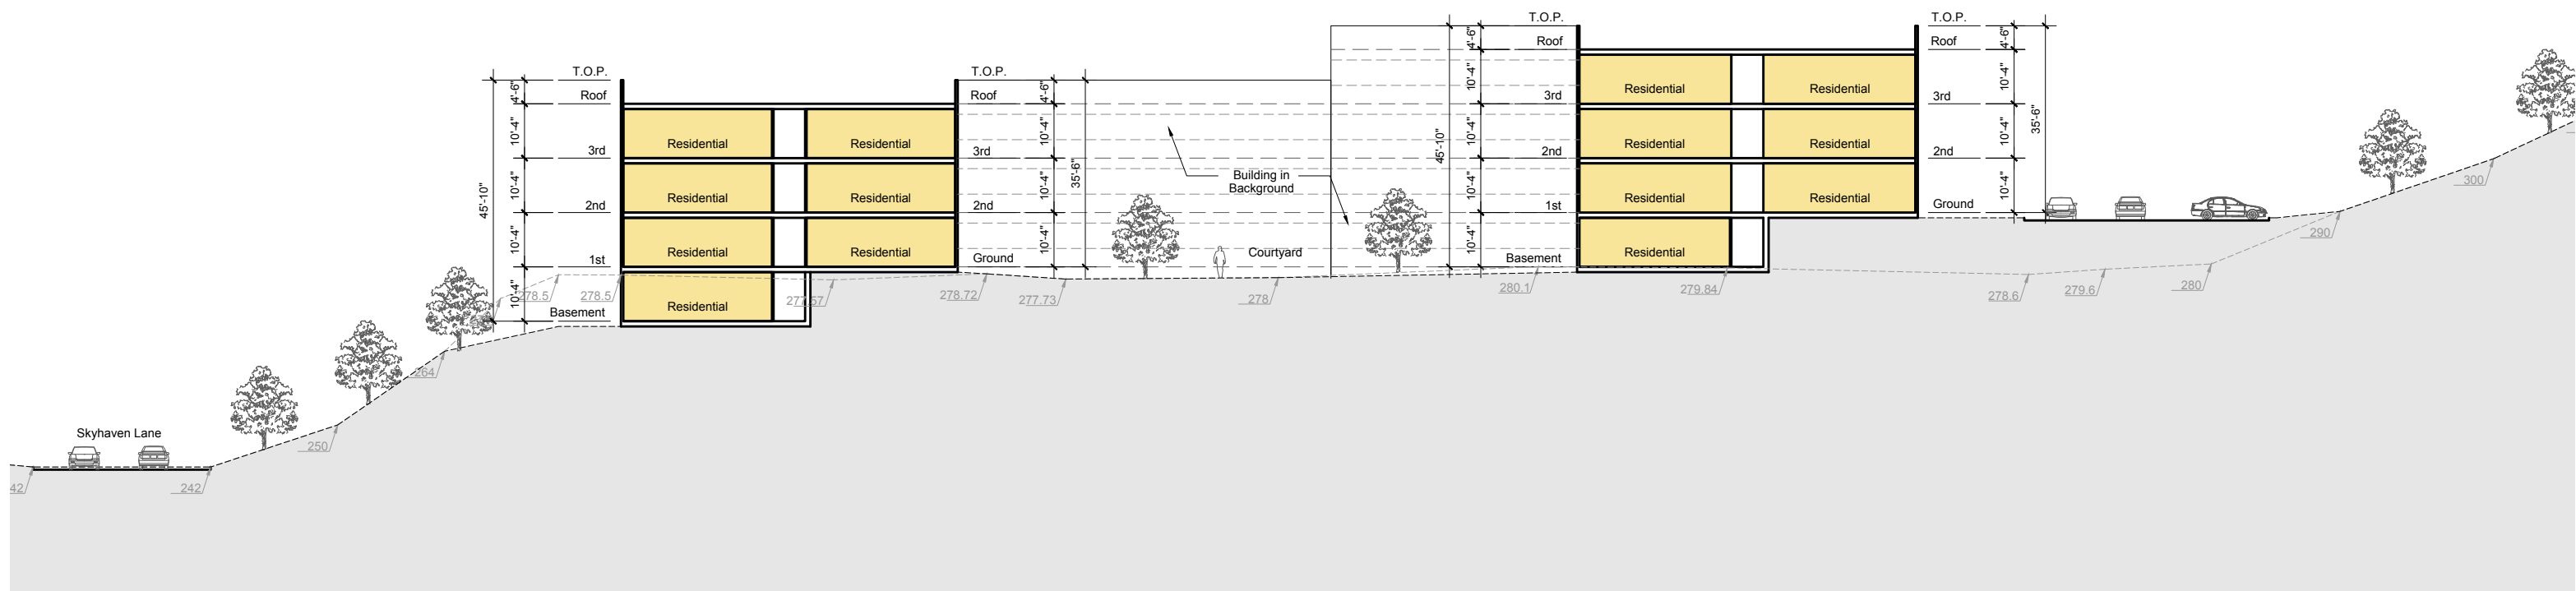 T.O.P.
Roof
3rd
2nd
1st
Basement
4'-6"
10'-4"
10'-4"
10'-4"
10'-4"
45'-10"
Residential
Residential
Residential
Residential
Residential
Residential
Residential
T.O.P.
Roof
3rd
2nd
Ground
4'-6"
10'-4"
10'-4"
10'-4"
35'-6"
Building in
Background
Courtyard
T.O.P.
Roof
3rd
2nd
1st
Basement
4'-6"
10'-4"
10'-4"
10'-4"
10'-4"
45'-10"
Residential
Residential
Residential
Residential
Residential
Residential
Residential
T.O.P.
Roof
3rd
2nd
Ground
4'-6"
10'-4"
10'-4"
10'-4"
35'-6"
Skyhaven Lane
42
242
250
264
278.5
278.5
277.57
278.72
277.73
278
280.1
279.84
278.6
279.6
280
290
300